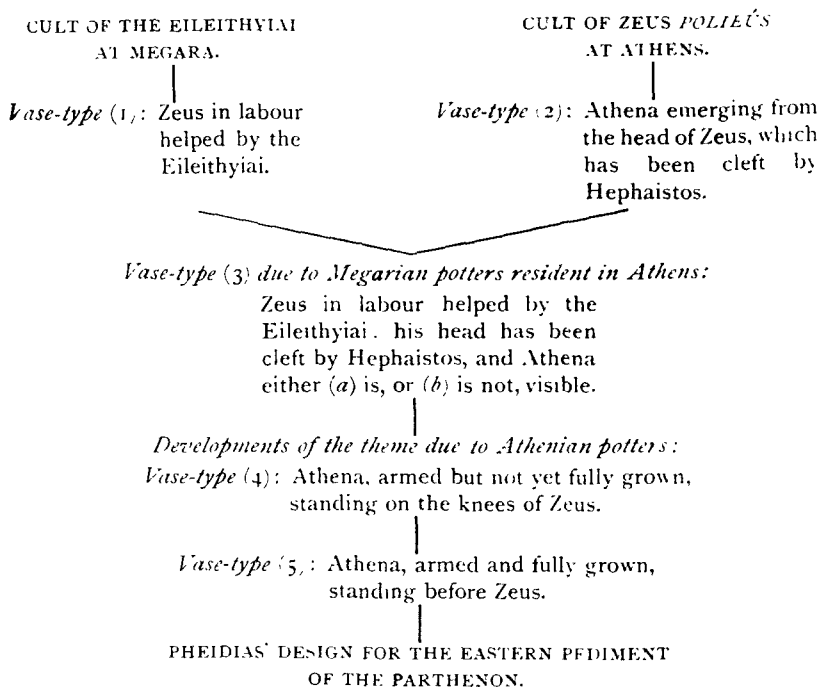 CULT OF THE EILEITHYIAI
AT MEGARA.
Vase-type (1): Zeus in labour
helped by the
Eileithyiai.
CULT OF ZEUS POLIEÚS
AT ATHENS.
Vase-type (2): Athena emerging from
the head of Zeus, which
has been cleft by
Hephaistos.
Vase-type (3) due to Megarian potters resident in Athens:
Zeus in labour helped by the
Eileithyiai. his head has been
cleft by Hephaistos, and Athena
either (a) is, or (b) is not, visible.
Developments of the theme due to Athenian potters:
Vase-type (4): Athena, armed but not yet fully grown,
standing on the knees of Zeus.
Vase-type (5): Athena, armed and fully grown,
standing before Zeus.
PHEIDIAS' DESIGN FOR THE EASTERN PEDIMENT
OF THE PARTHENON.